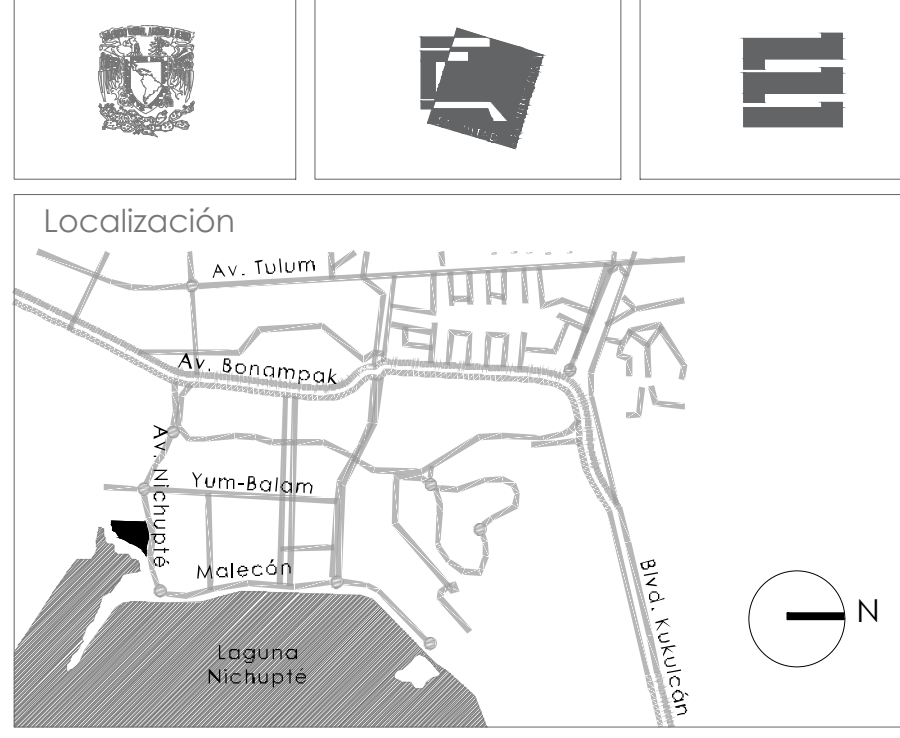 Localización
Av. Tulum
Av. Bonampak
Av. Nichupté
Yum-Balam
Malecón
Blvd. Kukulcán
N
Laguna
Nichupté